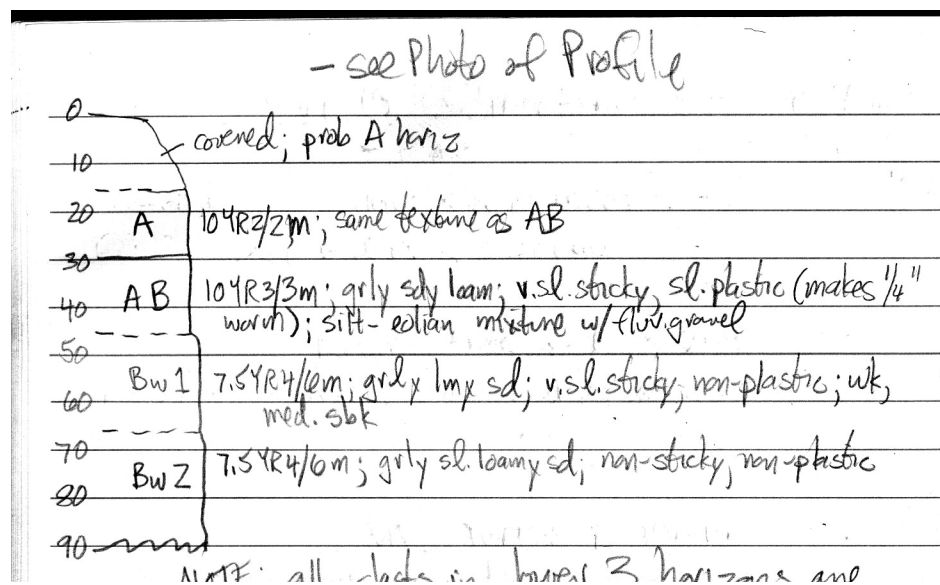 - see Photo of Profile
0
covered; prob A horiz
10
20 A 10YR2/2m; same texture as AB
30
AB 10YR3/3m; grly sdy loam; v.sl.sticky, sl.plastic (makes 1/4"
40 worm); silt-eolian mixture w/fluv.gravel
50
Bw1 7.5YR4/6m; grly lmy sd; v.sl.sticky, non-plastic; wk,
60 med. sbk
70
Bw2 7.5YR4/6m; grly sl. loamy sd; non-sticky, non-plastic
80
90
NOTE: all clasts in lower 3 horizons are